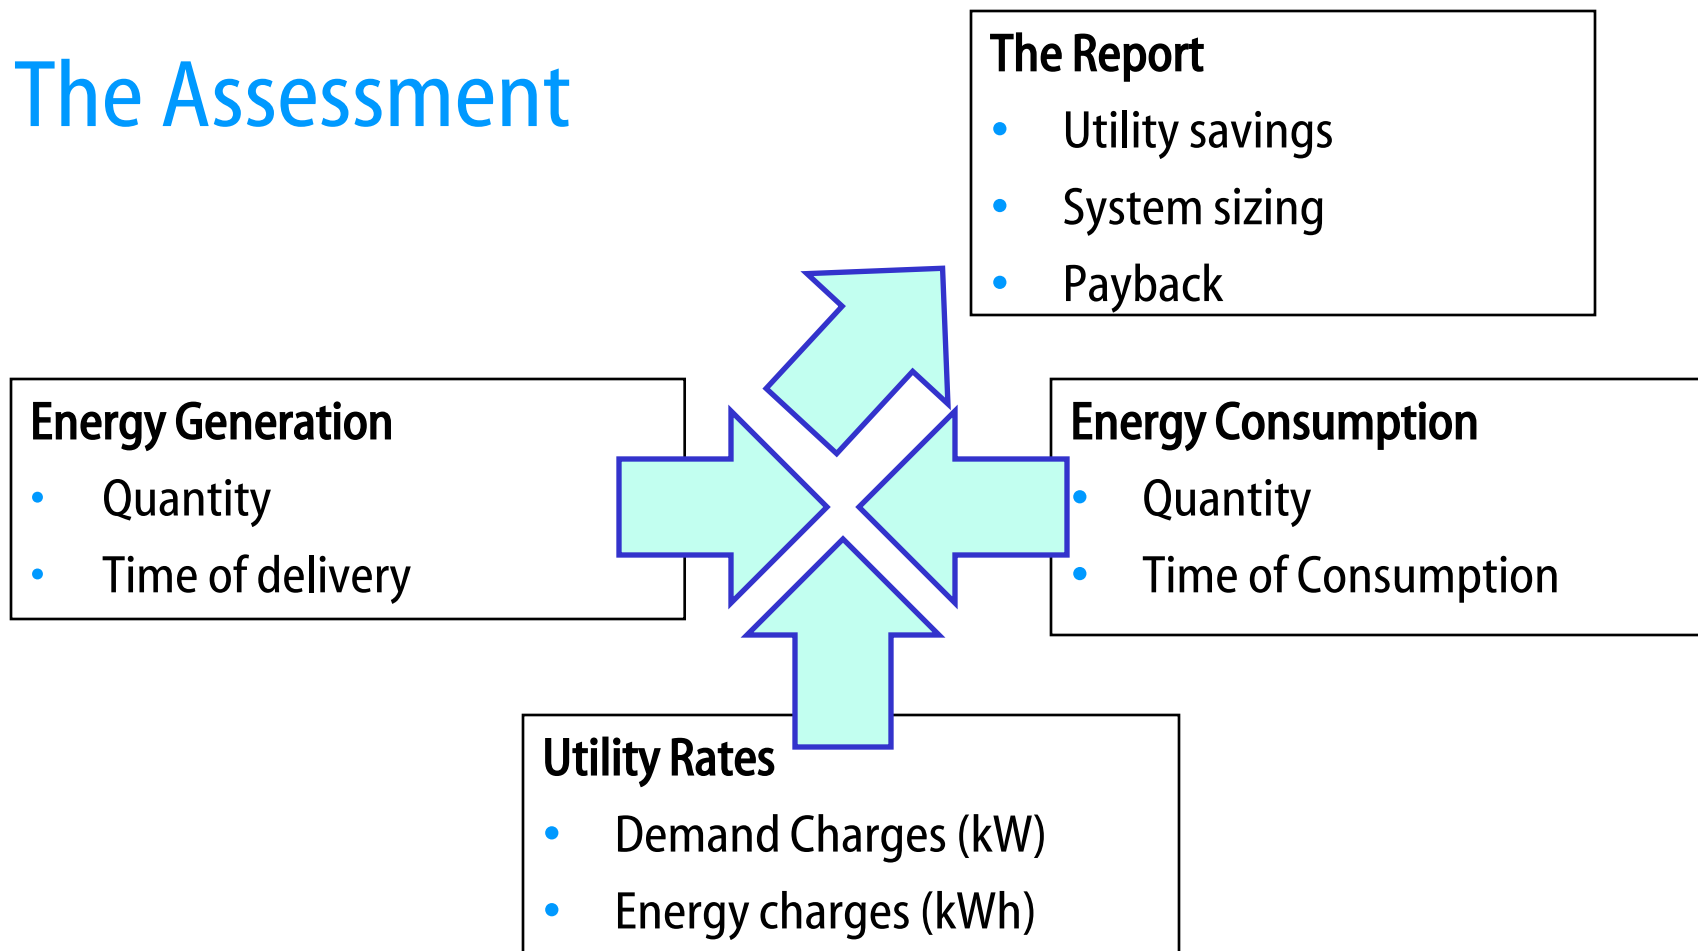 The Assessment
The Report
• Utility savings
• System sizing
• Payback
Energy Generation
• Quantity
• Time of delivery
Energy Consumption
• Quantity
• Time of Consumption
Utility Rates
• Demand Charges (kW)
• Energy charges (kWh)